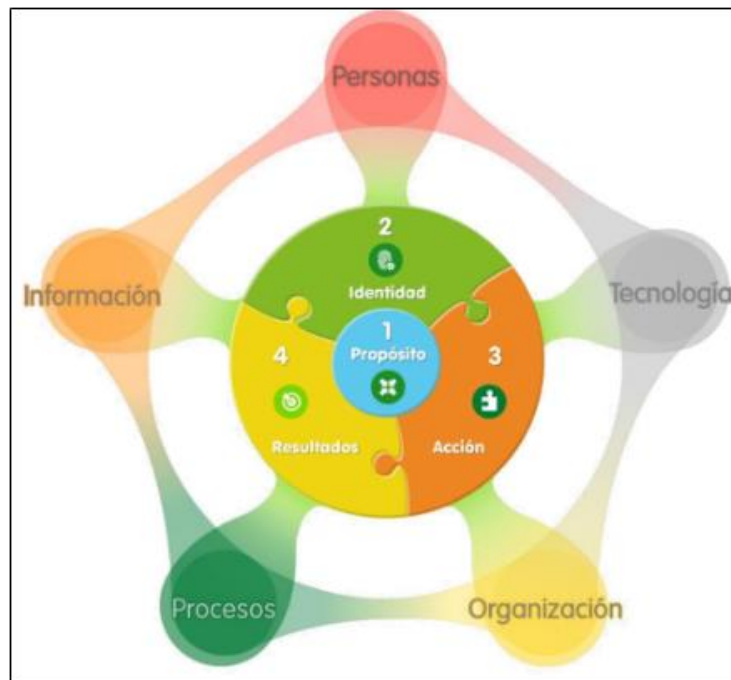 Personas
2
Identidad
Información
Tecnología
1
Propósito
4
3
Resultados
Acción
Procesos
Organización